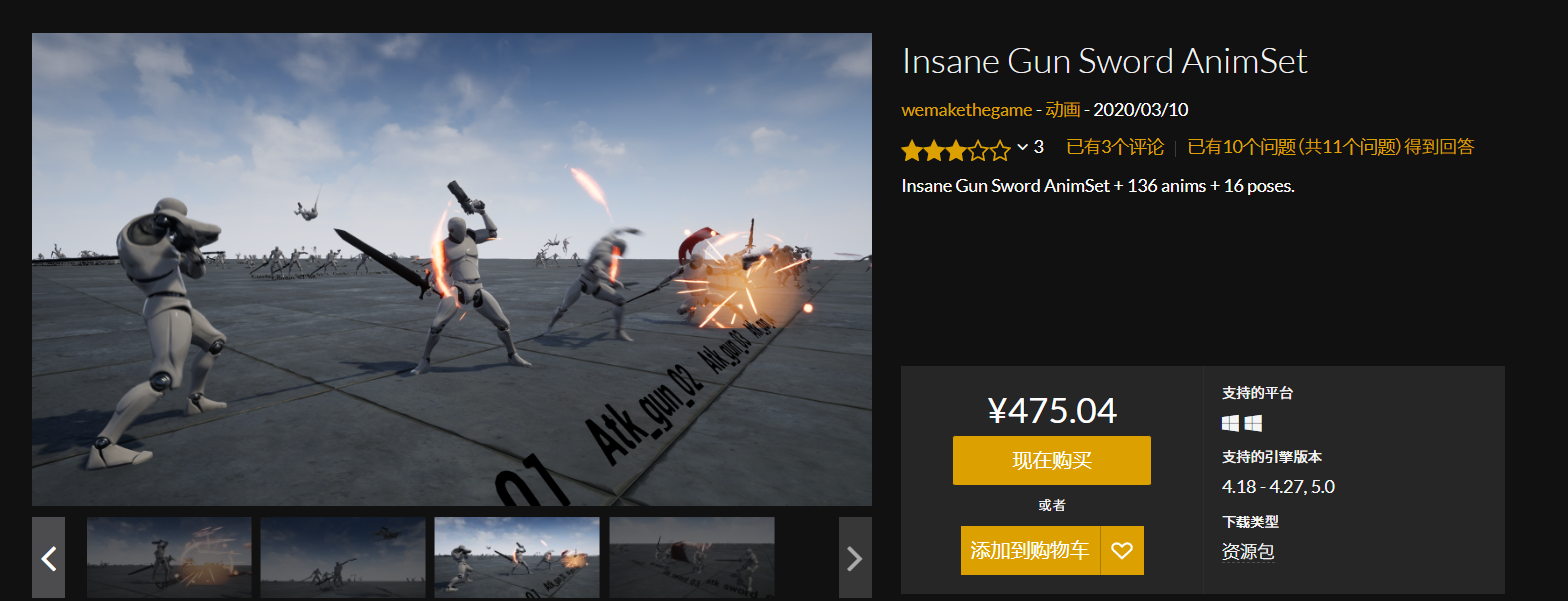 Insane Gun Sword AnimSet
wemakethegame - 动画 - 2020/03/10
3 已有3个评论 | 已有10个问题 (共11个问题) 得到回答
Insane Gun Sword AnimSet + 136 anims + 16 poses.
01
Atk_gun_02
Atk_gun_03
¥475.04
现在购买
或者
添加到购物车
支持的平台
支持的引擎版本
4.18 - 4.27, 5.0
下载类型
资源包